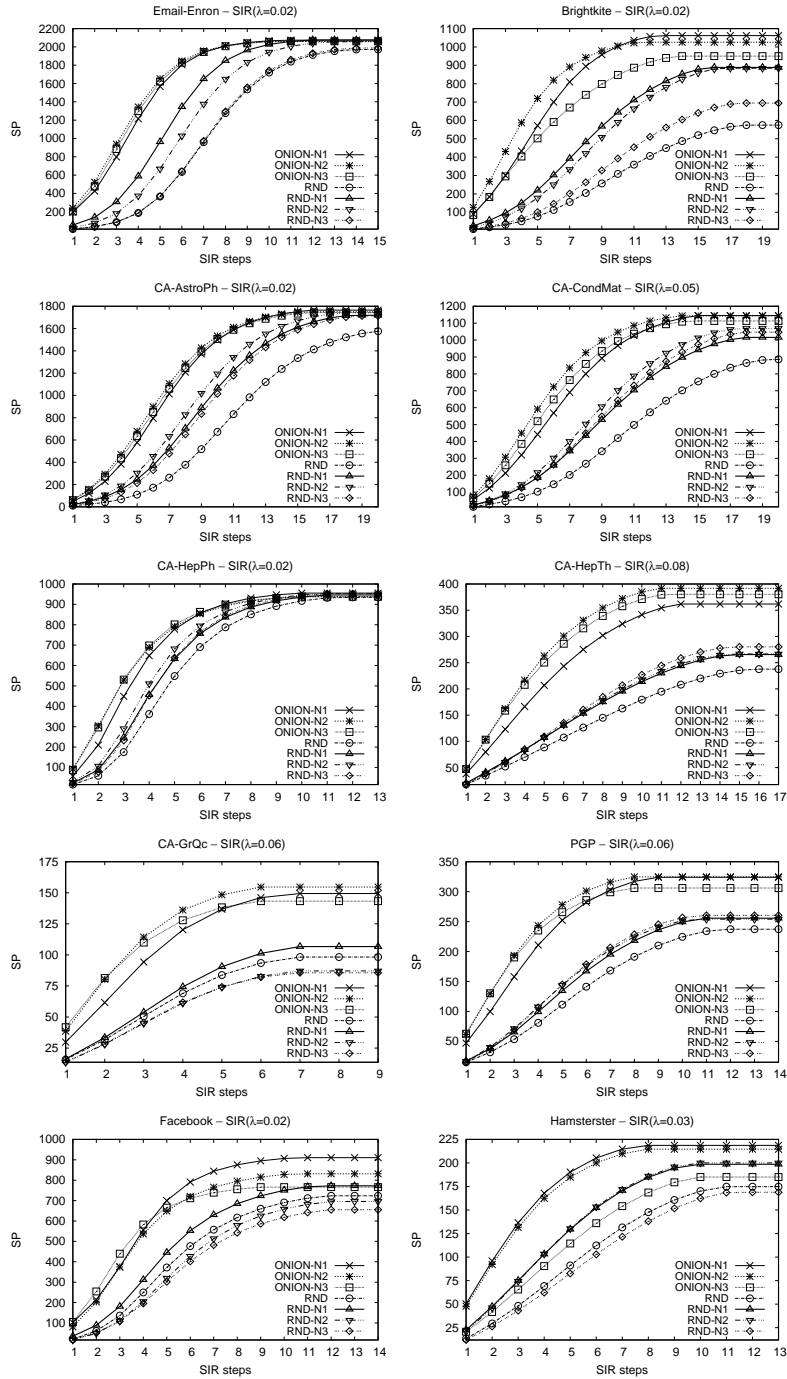 Email-Enron − SIR(λ=0.02)
2200
2000
1800
1600
1400
1200
1000
800
600
400
200
SP
ONION-N1
ONION-N2
ONION-N3
RND
RND-N1
RND-N2
RND-N3
1 2 3 4 5 6 7 8 9 10 11 12 13 14 15
SIR steps
Brightkite − SIR(λ=0.02)
1100
1000
900
800
700
600
500
400
300
200
100
SP
ONION-N1
ONION-N2
ONION-N3
RND
RND-N1
RND-N2
RND-N3
1 3 5 7 9 11 13 15 17 19
SIR steps
CA-AstroPh − SIR(λ=0.02)
1800
1600
1400
1200
1000
800
600
400
200
0
SP
ONION-N1
ONION-N2
ONION-N3
RND
RND-N1
RND-N2
RND-N3
1 3 5 7 9 11 13 15 17 19
SIR steps
CA-CondMat − SIR(λ=0.05)
1200
1100
1000
900
800
700
600
500
400
300
200
100
SP
ONION-N1
ONION-N2
ONION-N3
RND
RND-N1
RND-N2
RND-N3
1 3 5 7 9 11 13 15 17 19
SIR steps
CA-HepPh − SIR(λ=0.02)
1000
900
800
700
600
500
400
300
200
100
SP
ONION-N1
ONION-N2
ONION-N3
RND
RND-N1
RND-N2
RND-N3
1 2 3 4 5 6 7 8 9 10 11 12 13
SIR steps
CA-HepTh − SIR(λ=0.08)
400
350
300
250
200
150
100
50
SP
ONION-N1
ONION-N2
ONION-N3
RND
RND-N1
RND-N2
RND-N3
1 2 3 4 5 6 7 8 9 10 11 12 13 14 15 16 17
SIR steps
CA-GrQc − SIR(λ=0.06)
175
150
125
100
75
50
25
SP
ONION-N1
ONION-N2
ONION-N3
RND
RND-N1
RND-N2
RND-N3
1 2 3 4 5 6 7 8 9
SIR steps
PGP − SIR(λ=0.06)
350
300
250
200
150
100
50
SP
ONION-N1
ONION-N2
ONION-N3
RND
RND-N1
RND-N2
RND-N3
1 2 3 4 5 6 7 8 9 10 11 12 13 14
SIR steps
Facebook − SIR(λ=0.02)
1000
900
800
700
600
500
400
300
200
100
SP
ONION-N1
ONION-N2
ONION-N3
RND
RND-N1
RND-N2
RND-N3
1 2 3 4 5 6 7 8 9 10 11 12 13 14
SIR steps
Hamsterster − SIR(λ=0.03)
225
200
175
150
125
100
75
50
25
SP
ONION-N1
ONION-N2
ONION-N3
RND
RND-N1
RND-N2
RND-N3
1 2 3 4 5 6 7 8 9 10 11 12 13
SIR steps